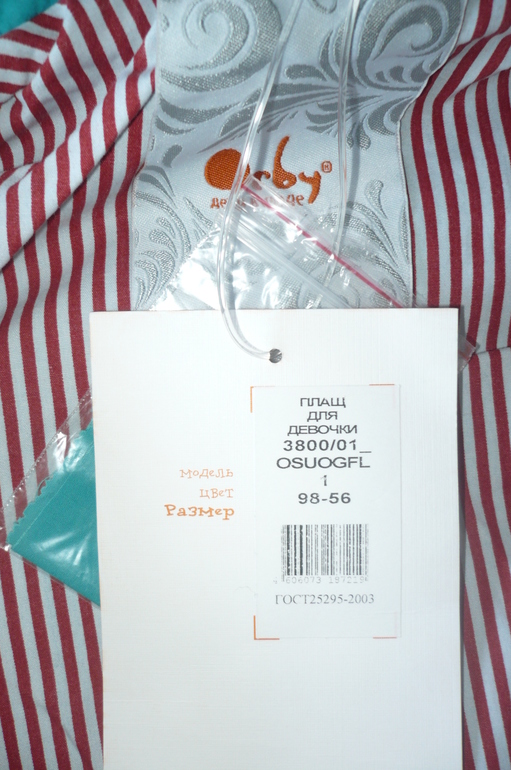 Orby®
ПЛАЩ
ДЛЯ
ДЕВОЧКИ
3800/01_
OSUOGFL
1
98-56
модель
цвет
Размер
ГОСТ25295-2003